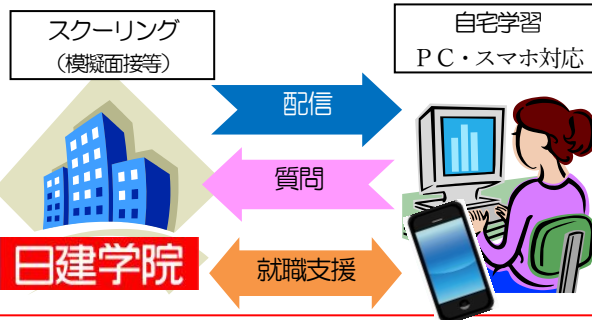 スクーリング
（模擬面接等）
自宅学習
ＰＣ・スマホ対応
配信
質問
就職支援
日建学院